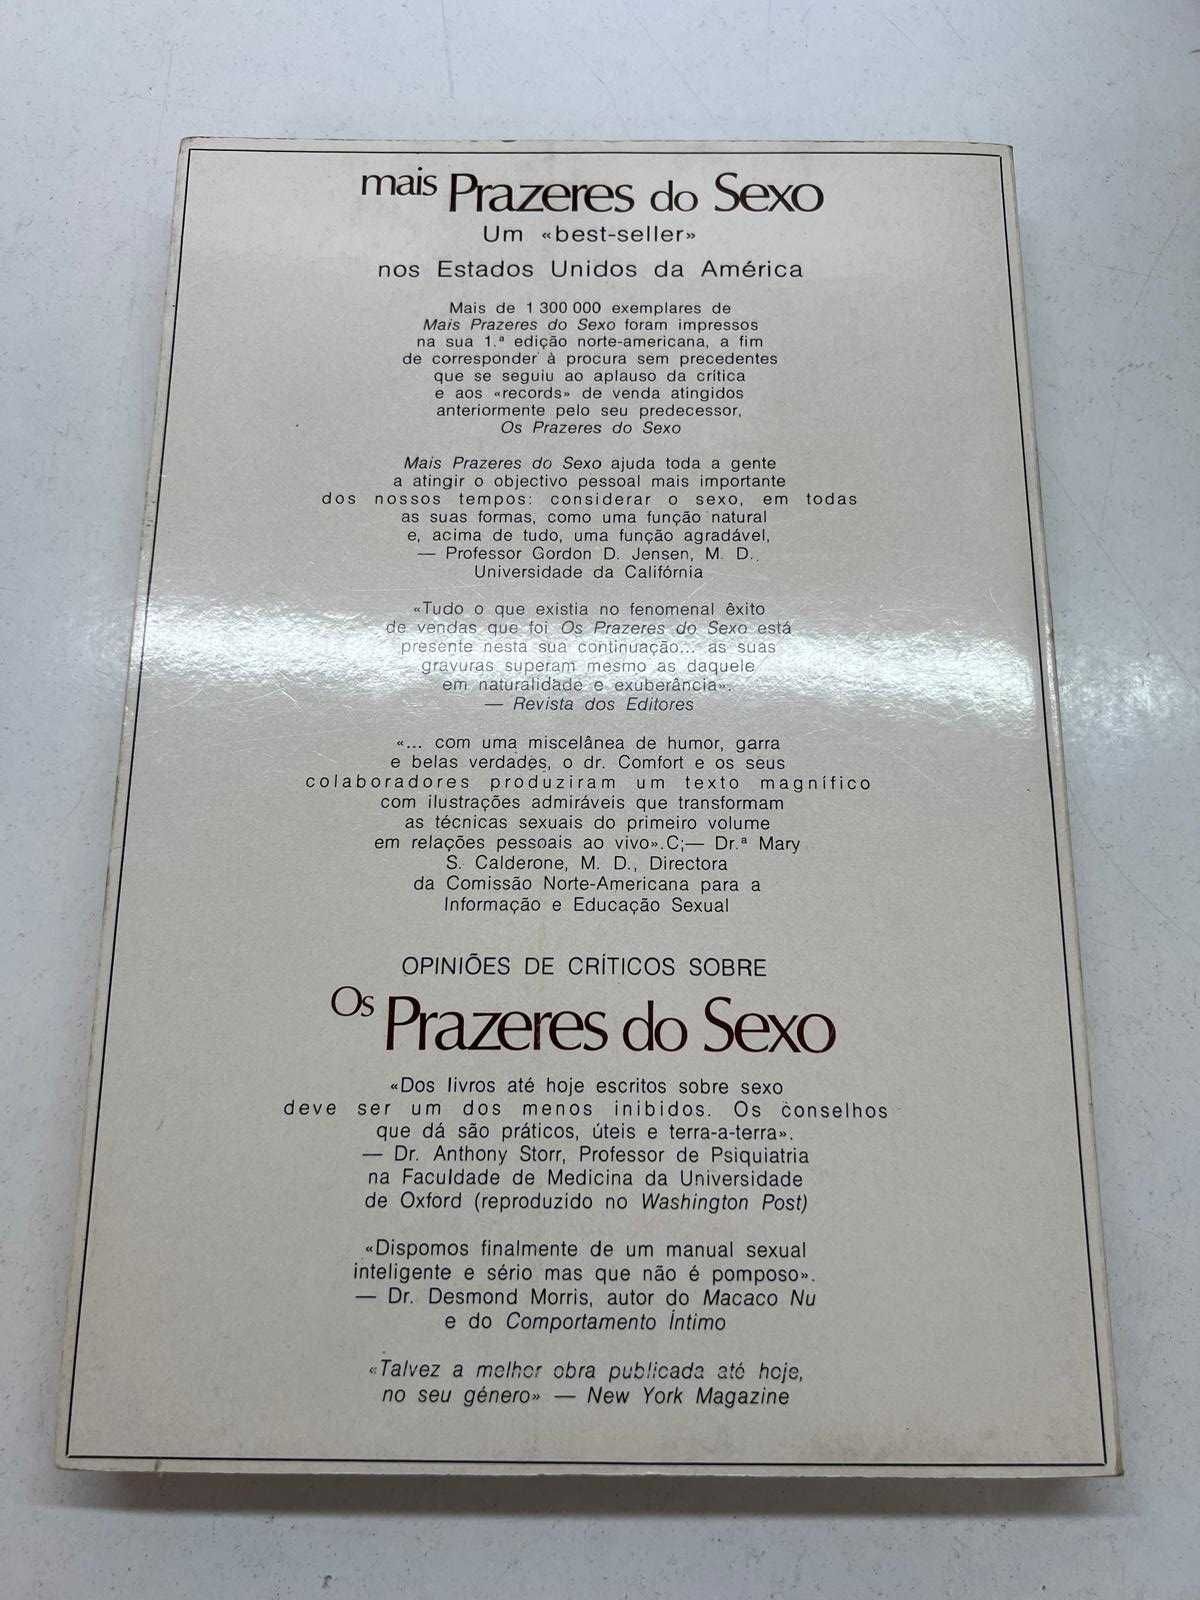 mais Prazeres do Sexo
Um «best-seller»
nos Estados Unidos da América
Mais de 1 300 000 exemplares de
Mais Prazeres do Sexo foram impressos
na sua 1.ª edição norte-americana, a fim
de corresponder à procura sem precedentes
que se seguiu ao aplauso da crítica
e aos «records» de venda atingidos
anteriormente pelo seu predecessor,
Os Prazeres do Sexo
Mais Prazeres do Sexo ajuda toda a gente
a atingir o objectivo pessoal mais importante
dos nossos tempos: considerar o sexo, em todas
as suas formas, como uma função natural
e, acima de tudo, uma função agradável,
— Professor Gordon D. Jensen, M. D.,
Universidade da Califórnia
«Tudo o que existia no fenomenal êxito
de vendas que foi Os Prazeres do Sexo está
presente nesta sua continuação... as suas
gravuras superam mesmo as daquele
em naturalidade e exuberância».
— Revista dos Editores
«... com uma miscelânea de humor, garra
e belas verdades, o dr. Comfort e os seus
colaboradores produziram um texto magnífico
com ilustrações admiráveis que transformam
as técnicas sexuais do primeiro volume
em relações pessoais ao vivo».C;— Dr.ª Mary
S. Calderone, M. D., Directora
da Comissão Norte-Americana para a
Informação e Educação Sexual
OPINIÕES DE CRÍTICOS SOBRE
Os Prazeres do Sexo
«Dos livros até hoje escritos sobre sexo
deve ser um dos menos inibidos. Os conselhos
que dá são práticos, úteis e terra-a-terra».
— Dr. Anthony Storr, Professor de Psiquiatria
na Faculdade de Medicina da Universidade
de Oxford (reproduzido no Washington Post)
«Dispomos finalmente de um manual sexual
inteligente e sério mas que não é pomposo».
— Dr. Desmond Morris, autor do Macaco Nu
e do Comportamento Íntimo
«Talvez a melhor obra publicada até hoje,
no seu género» — New York Magazine